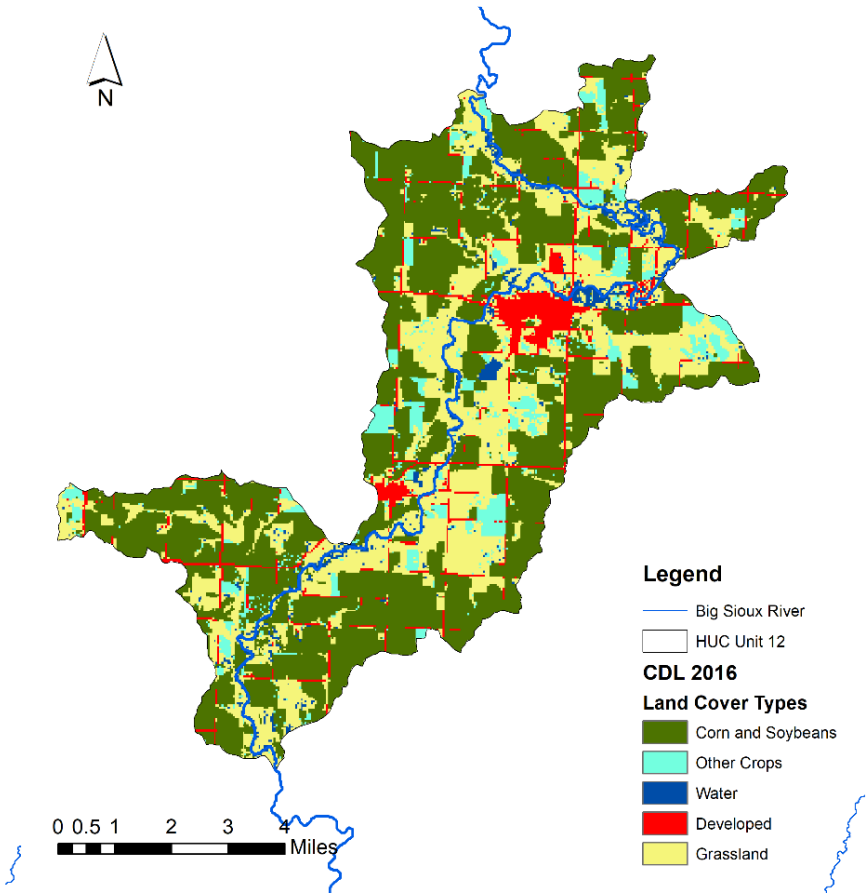 N
Legend
Big Sioux River
HUC Unit 12
CDL 2016
Land Cover Types
Corn and Soybeans
Other Crops
Water
Developed
Grassland
0 0.5 1 2 3 4
Miles